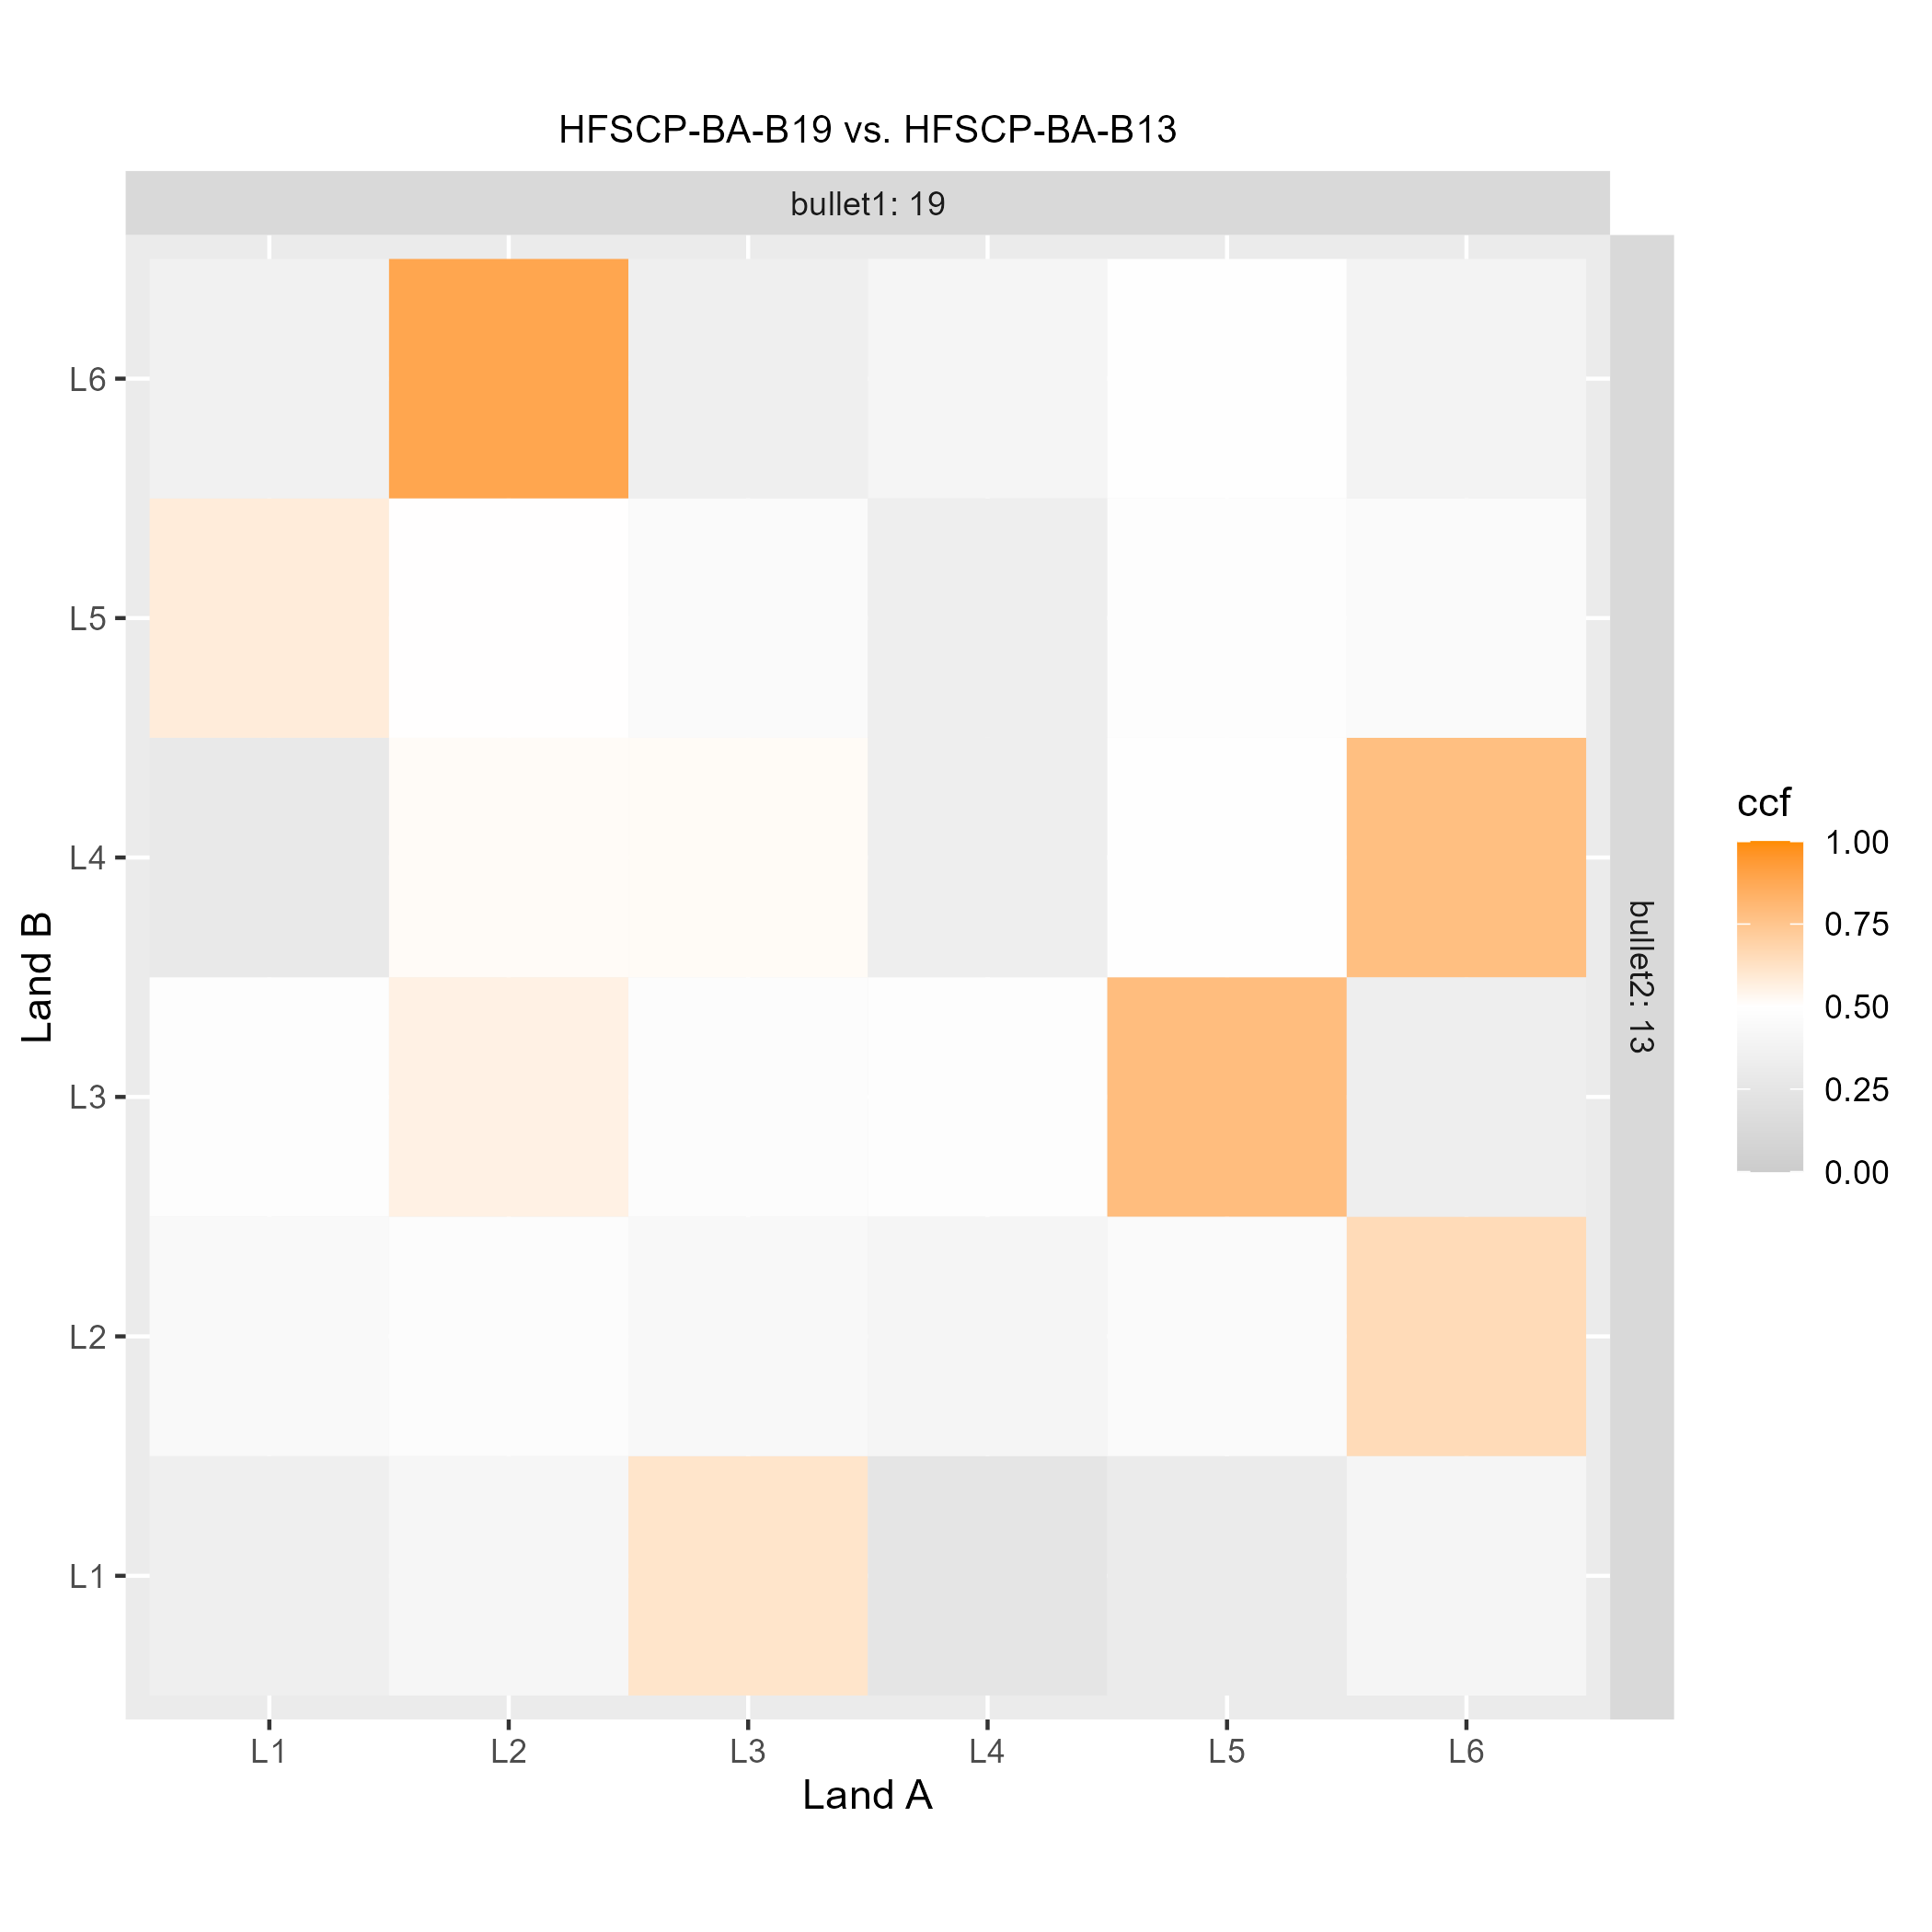 HFSCP-BA-B19 vs. HFSCP-BA-B13
bullet1: 19
L6
L5
L4
L3
L2
L1
Land B
L1 L2 L3 L4 L5 L6
Land A
bullet2: 13
ccf
1.00
0.75
0.50
0.25
0.00